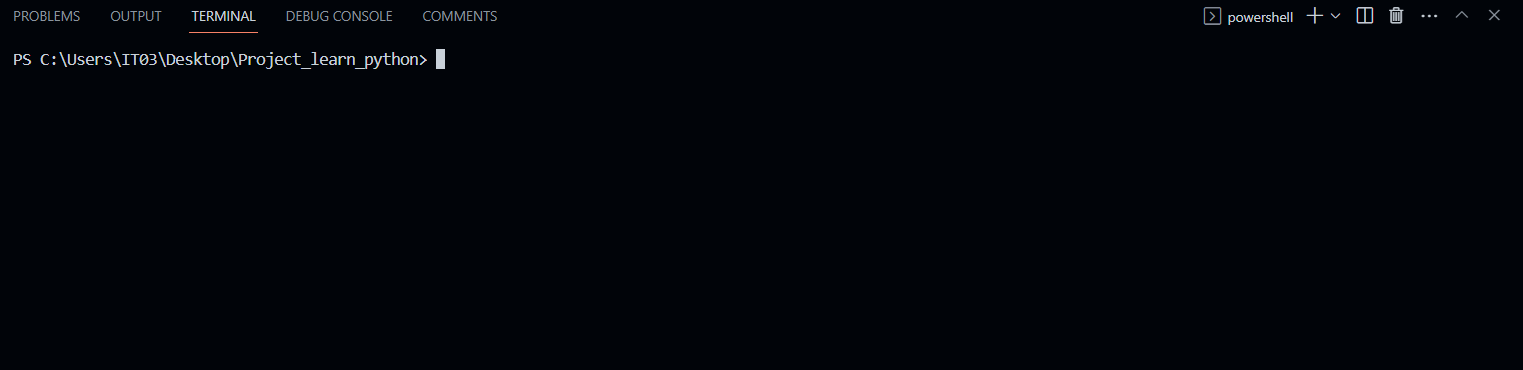 PROBLEMS OUTPUT TERMINAL DEBUG CONSOLE COMMENTS powershell
PS C:\Users\IT03\Desktop\Project_learn_python>